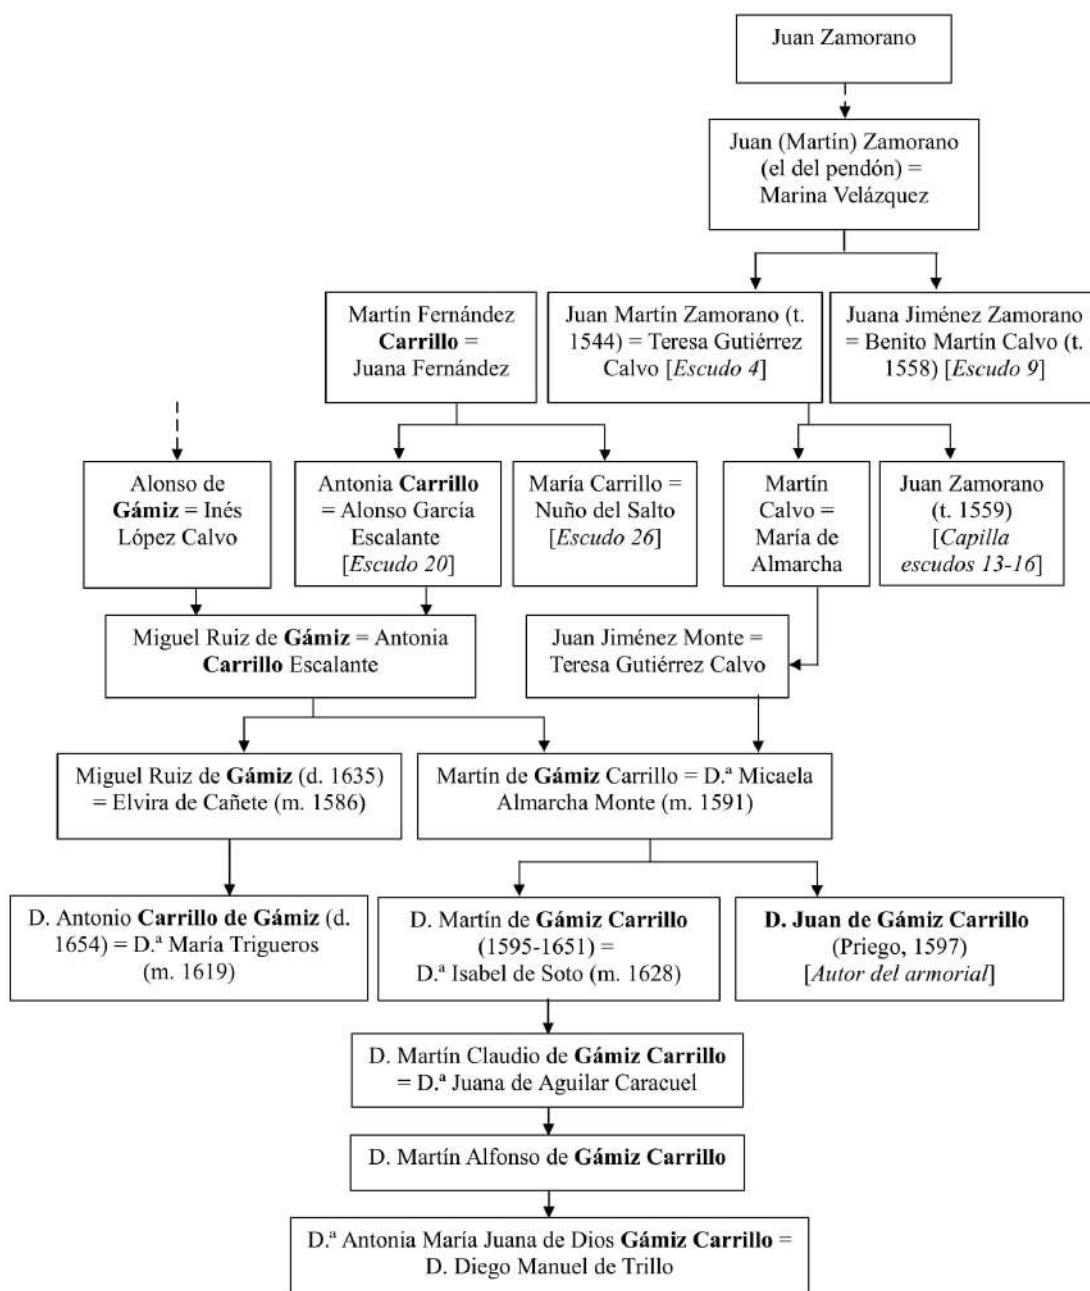 Juan Zamorano
Juan (Martín) Zamorano
(el del pendón) =
Marina Velázquez
Martín Fernández
Carrillo =
Juana Fernández
Juan Martín Zamorano (t.
1544) = Teresa Gutiérrez
Calvo [Escudo 4]
Juana Jiménez Zamorano
= Benito Martín Calvo (t.
1558) [Escudo 9]
Alonso de
Gámiz = Inés
López Calvo
Antonia Carrillo
= Alonso García
Escalante
[Escudo 20]
María Carrillo =
Nuño del Salto
[Escudo 26]
Martín
Calvo =
María de
Almarcha
Juan Zamorano
(t. 1559)
[Capilla
escudos 13-16]
Miguel Ruiz de Gámiz = Antonia
Carrillo Escalante
Juan Jiménez Monte =
Teresa Gutiérrez Calvo
Miguel Ruiz de Gámiz (d. 1635)
= Elvira de Cañete (m. 1586)
Martín de Gámiz Carrillo = D.ª Micaela
Almarcha Monte (m. 1591)
D. Antonio Carrillo de Gámiz (d.
1654) = D.ª María Trigueros
(m. 1619)
D. Martín de Gámiz Carrillo
(1595-1651) =
D.ª Isabel de Soto (m. 1628)
D. Juan de Gámiz Carrillo
(Priego, 1597)
[Autor del armorial]
D. Martín Claudio de Gámiz Carrillo
= D.ª Juana de Aguilar Caracuel
D. Martín Alfonso de Gámiz Carrillo
D.ª Antonia María Juana de Dios Gámiz Carrillo =
D. Diego Manuel de Trillo